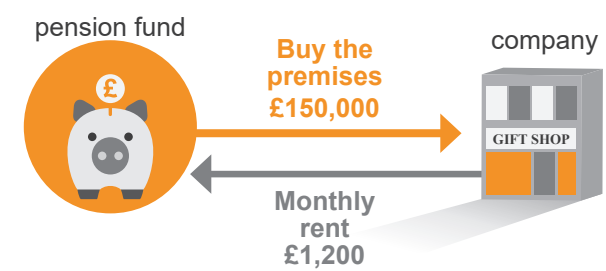 pension fund
£
Buy the
premises
£150,000
company
GIFT SHOP
Monthly
rent
£1,200